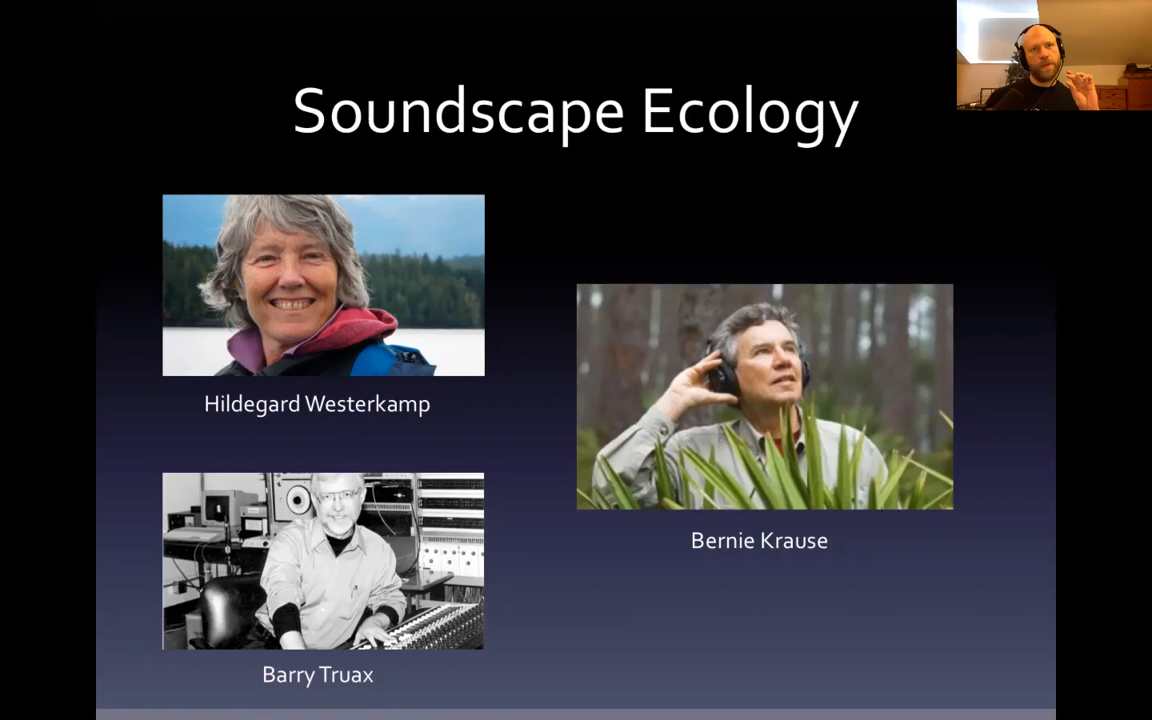 Soundscape Ecology
Hildegard Westerkamp
Bernie Krause
Barry Truax